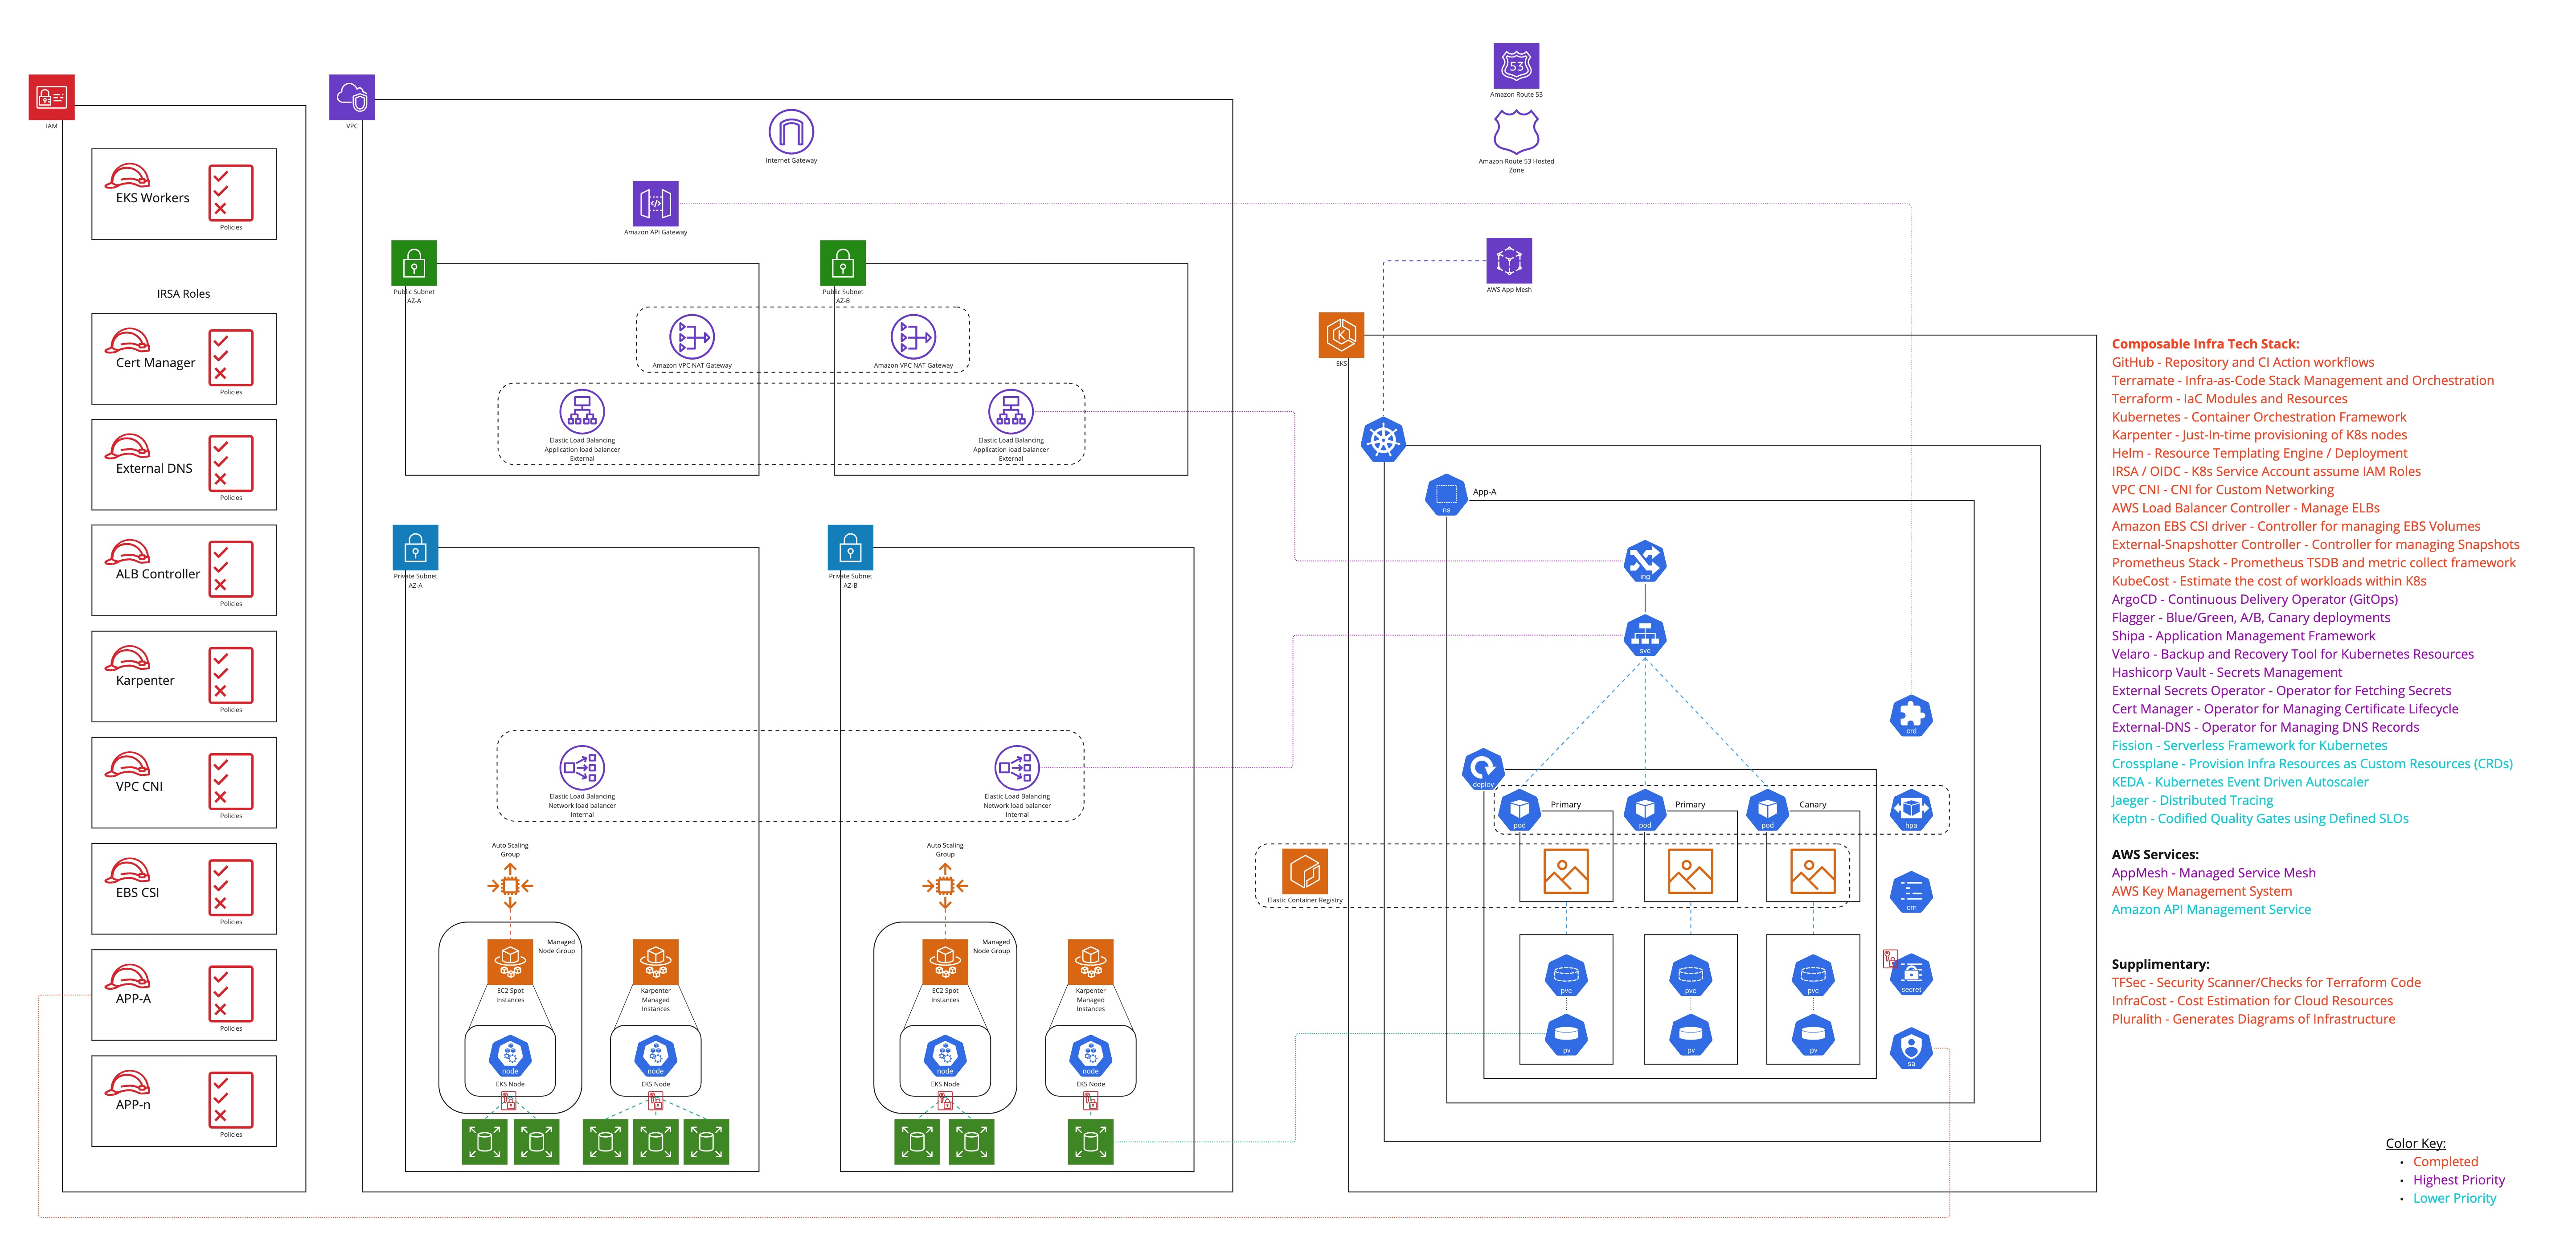 IAM
EKS Workers
Policies
IRSA Roles
Cert Manager
Policies
External DNS
Policies
ALB Controller
Policies
Karpenter
Policies
VPC CNI
Policies
EBS CSI
Policies
APP-A
Policies
APP-n
Policies
VPC
Internet Gateway
Amazon API Gateway
Public Subnet
AZ-A
Public Subnet
AZ-B
Amazon VPC NAT Gateway
Amazon VPC NAT Gateway
Elastic Load Balancing
Application load balancer
External
Elastic Load Balancing
Application load balancer
External
Private Subnet
AZ-A
Private Subnet
AZ-B
Elastic Load Balancing
Network load balancer
Internal
Elastic Load Balancing
Network load balancer
Internal
Auto Scaling
Group
Managed
Node Group
EC2 Spot
Instances
Karpenter
Managed
Instances
node
EKS Node
node
EKS Node
Auto Scaling
Group
Managed
Node Group
EC2 Spot
Instances
Karpenter
Managed
Instances
node
EKS Node
node
EKS Node
53
Amazon Route 53
Amazon Route 53 Hosted
Zone
AWS App Mesh
EKS
ns
App-A
ing
svc
crd
deploy
pod
Primary
pod
Primary
pod
Canary
hpa
Elastic Container Registry
cm
pvc
pvc
pvc
secret
pv
pv
pv
sa
Composable Infra Tech Stack:
GitHub - Repository and CI Action workflows
Terramate - Infra-as-Code Stack Management and Orchestration
Terraform - IaC Modules and Resources
Kubernetes - Container Orchestration Framework
Karpenter - Just-In-time provisioning of K8s nodes
Helm - Resource Templating Engine / Deployment
IRSA / OIDC - K8s Service Account assume IAM Roles
VPC CNI - CNI for Custom Networking
AWS Load Balancer Controller - Manage ELBs
Amazon EBS CSI driver - Controller for managing EBS Volumes
External-Snapshotter Controller - Controller for managing Snapshots
Prometheus Stack - Prometheus TSDB and metric collect framework
KubeCost - Estimate the cost of workloads within K8s
ArgoCD - Continuous Delivery Operator (GitOps)
Flagger - Blue/Green, A/B, Canary deployments
Shipa - Application Management Framework
Velaro - Backup and Recovery Tool for Kubernetes Resources
Hashicorp Vault - Secrets Management
External Secrets Operator - Operator for Fetching Secrets
Cert Manager - Operator for Managing Certificate Lifecycle
External-DNS - Operator for Managing DNS Records
Fission - Serverless Framework for Kubernetes
Crossplane - Provision Infra Resources as Custom Resources (CRDs)
KEDA - Kubernetes Event Driven Autoscaler
Jaeger - Distributed Tracing
Keptn - Codified Quality Gates using Defined SLOs
AWS Services:
AppMesh - Managed Service Mesh
AWS Key Management System
Amazon API Management Service
Supplimentary:
TFSec - Security Scanner/Checks for Terraform Code
InfraCost - Cost Estimation for Cloud Resources
Pluralith - Generates Diagrams of Infrastructure
Color Key:
• Completed
• Highest Priority
• Lower Priority